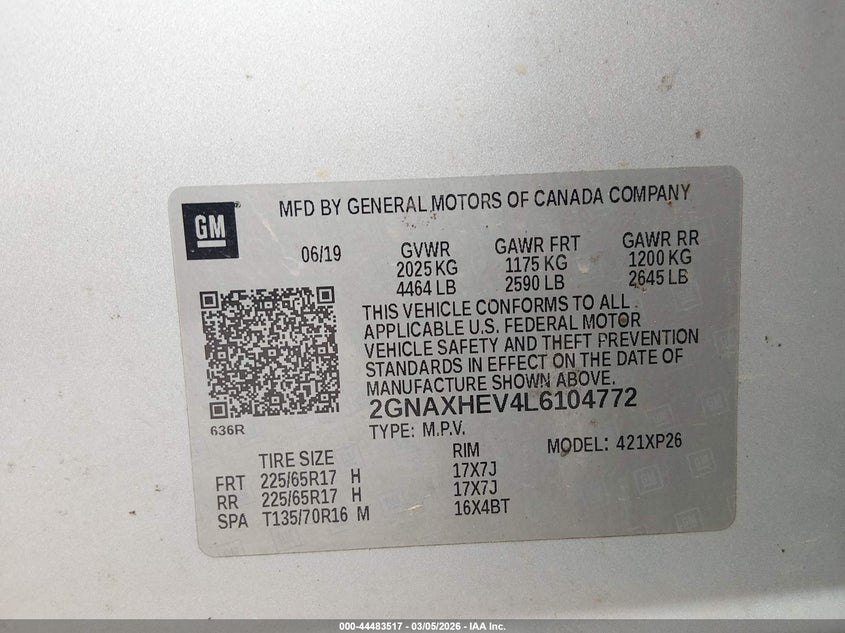 GM
MFD BY GENERAL MOTORS OF CANADA COMPANY
06/19
GVWR GAWR FRT GAWR RR
2025 KG 1175 KG 1200 KG
4464 LB 2590 LB 2645 LB
THIS VEHICLE CONFORMS TO ALL
APPLICABLE U.S. FEDERAL MOTOR
VEHICLE SAFETY AND THEFT PREVENTION
STANDARDS IN EFFECT ON THE DATE OF
MANUFACTURE SHOWN ABOVE.
2GNAXHEV4L6104772
636R
TYPE: M.P.V.
MODEL: 421XP26
TIRE SIZE RIM
FRT 225/65R17 H 17X7J
RR 225/65R17 H 17X7J
SPA T135/70R16 M 16X4BT
000-44483517 - 03/05/2026 - IAA Inc.